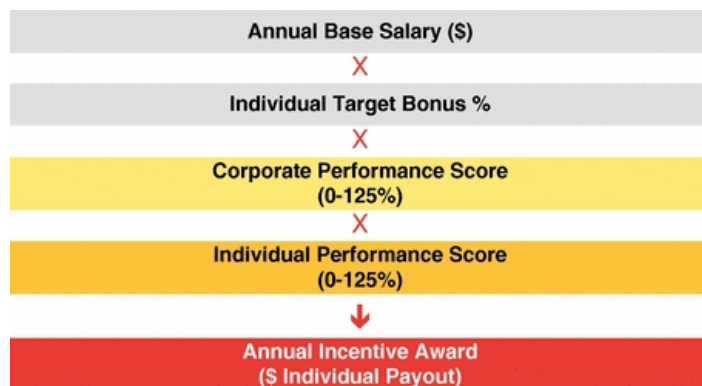 Annual Base Salary ($)
X
Individual Target Bonus %
X
Corporate Performance Score
(0-125%)
X
Individual Performance Score
(0-125%)
Annual Incentive Award
($ Individual Payout)